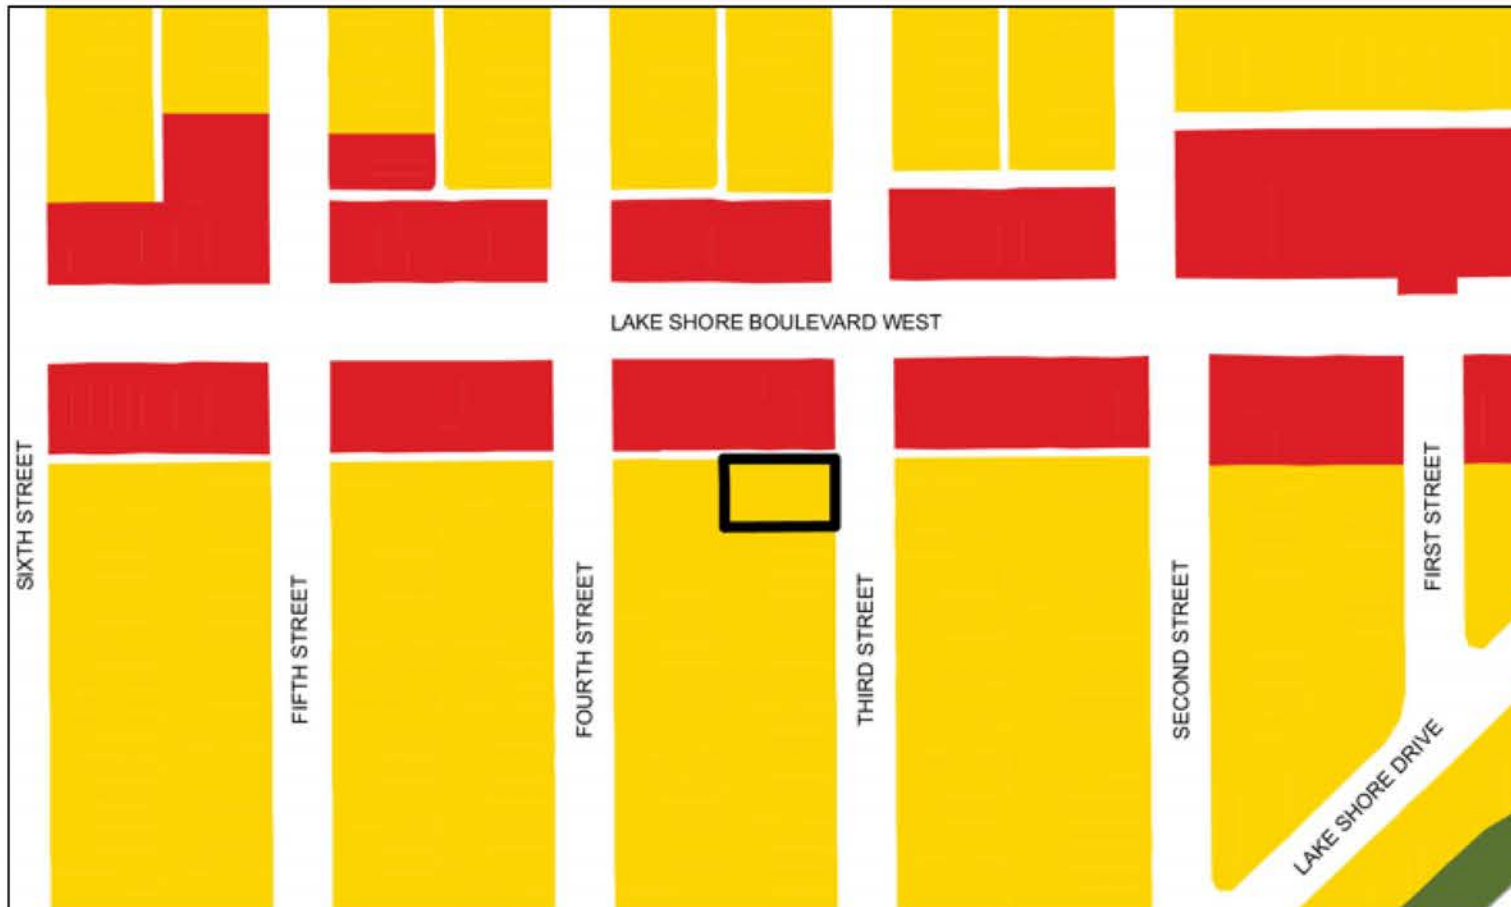 LAKE SHORE BOULEVARD WEST
SIXTH STREET
FIFTH STREET
FOURTH STREET
THIRD STREET
SECOND STREET
FIRST STREET
LAKE SHORE DRIVE